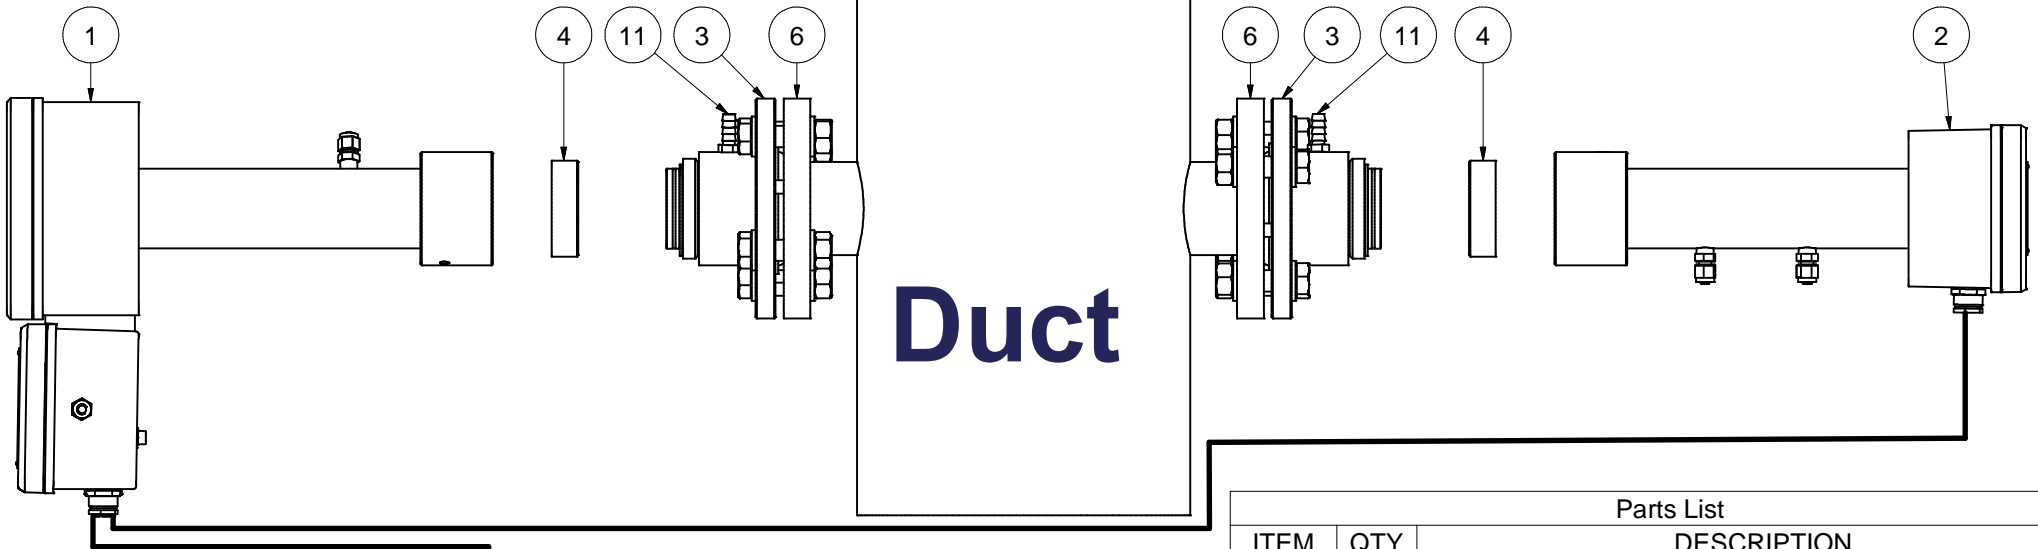 1 4 11 3 6 6 3 11 4 2
Duct
Parts List
ITEM QTY DESCRIPTION